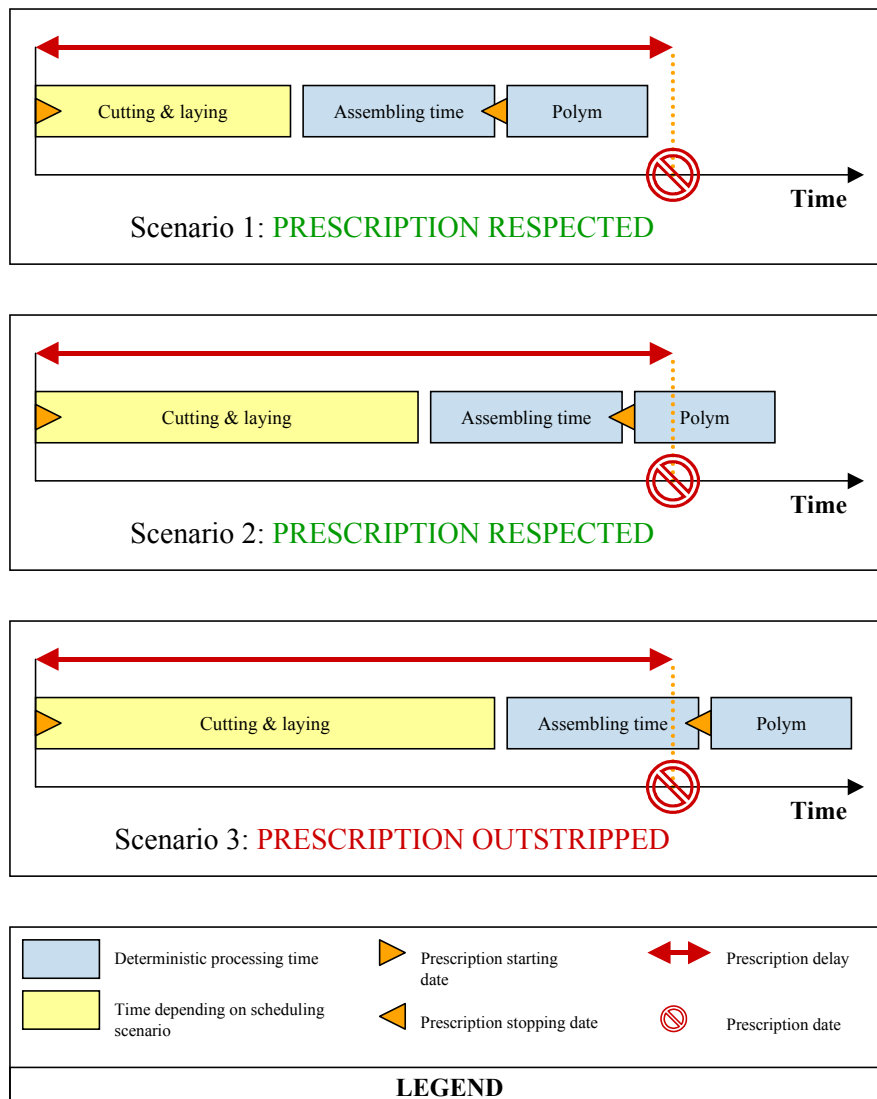 Cutting & laying
Assembling time
Polym
Time
Scenario 1: PRESCRIPTION RESPECTED
Cutting & laying
Assembling time
Polym
Time
Scenario 2: PRESCRIPTION RESPECTED
Cutting & laying
Assembling time
Polym
Time
Scenario 3: PRESCRIPTION OUTSTRIPPED
Deterministic processing time
Prescription starting
date
Prescription delay
Time depending on scheduling
scenario
Prescription stopping date
Prescription date
LEGEND